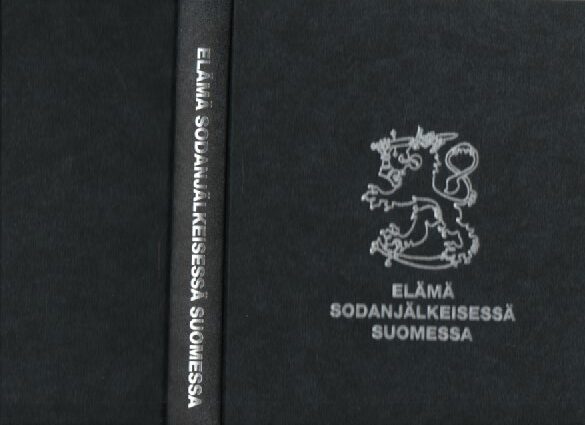 ELÄMÄ SODANJÄLKEISESSÄ SUOMESSA
ELÄMÄ
SODANJÄLKEISESSÄ
SUOMESSA